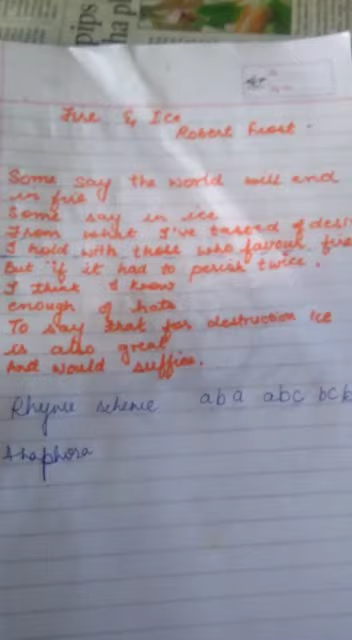 pips
ha p
Fire & Ice
Robert Frost.
Some say the world will end
in fire
Some say in ice
From what I've tasted of desi
I hold with those who favour fire
But if it had to perish twice,
I think I know
enough of hate
To say that for destruction ice
is also great
And would suffice.
Rhyme scheme aba abc bcb
Anaphora